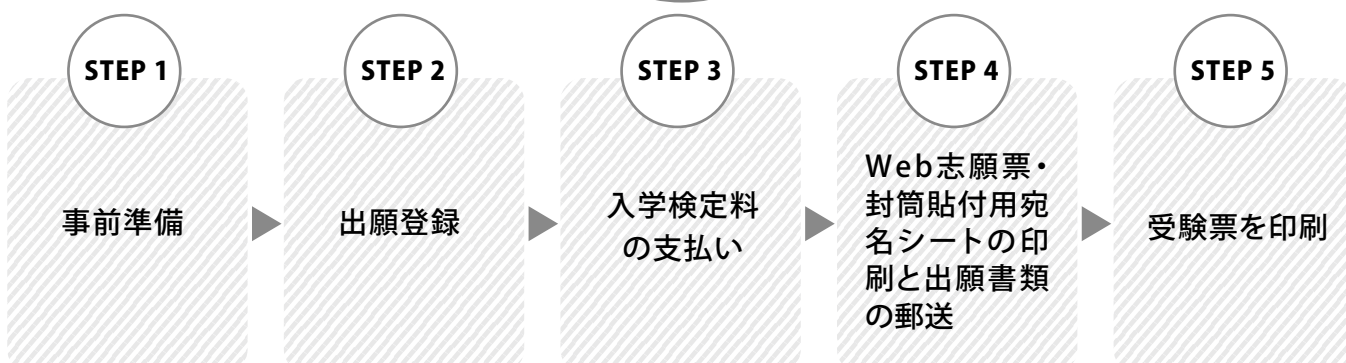 STEP 1
事前準備
STEP 2
出願登録
STEP 3
入学検定料
の支払い
STEP 4
Web志願票・
封筒貼付用宛
名シートの印
刷と出願書類
の郵送
STEP 5
受験票を印刷